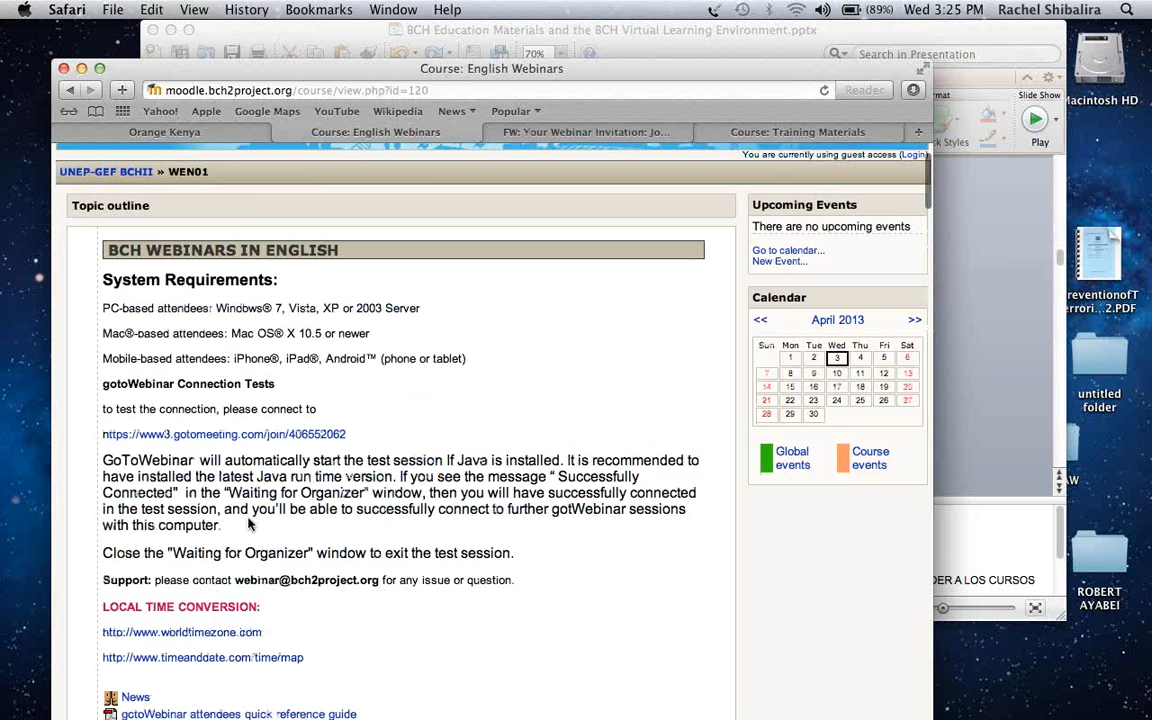 Safari File Edit View History Bookmarks Window Help (89%) Wed 3:25 PM Rachel Shibalira
BCH Education Materials and the BCH Virtual Learning Environment.pptx
70% Search in Presentation
Course: English Webinars
moodle.bch2project.org/course/view.php?id=120 Reader
Yahoo! Apple Google Maps YouTube Wikipedia News Popular
Orange Kenya Course: English Webinars FW: Your Webinar Invitation: Jo... Course: Training Materials
You are currently using guest access (Login)
UNEP-GEF BCHII » WEN01
Topic outline
BCH WEBINARS IN ENGLISH
System Requirements:
PC-based attendees: Windows® 7, Vista, XP or 2003 Server
Mac®-based attendees: Mac OS® X 10.5 or newer
Mobile-based attendees: iPhone®, iPad®, Android™ (phone or tablet)
gotoWebinar Connection Tests
to test the connection, please connect to
https://www3.gotomeeting.com/join/406552062
GoToWebinar will automatically start the test session If Java is installed. It is recommended to
have installed the latest Java run time version. If you see the message “ Successfully
Connected” in the “Waiting for Organizer” window, then you will have successfully connected
in the test session, and you’ll be able to successfully connect to further gotWebinar sessions
with this computer.
Close the "Waiting for Organizer" window to exit the test session.
Support: please contact webinar@bch2project.org for any issue or question.
LOCAL TIME CONVERSION:
http://www.worldtimezone.com
http://www.timeanddate.com/time/map
News
gotoWebinar attendees quick reference guide
Upcoming Events
There are no upcoming events
Go to calendar...
New Event...
Calendar
<< April 2013 >>
Sun Mon Tue Wed Thu Fri Sat
1 2 3 4 5 6
7 8 9 10 11 12 13
14 15 16 17 18 19 20
21 22 23 24 25 26 27
28 29 30
Global events
Course events
Slide Show
Play
Styles
DER A LOS CURSOS
Macintosh HD
reventionofT
errori...2.PDF
untitled
folder
AW
ROBERT
AYABEI